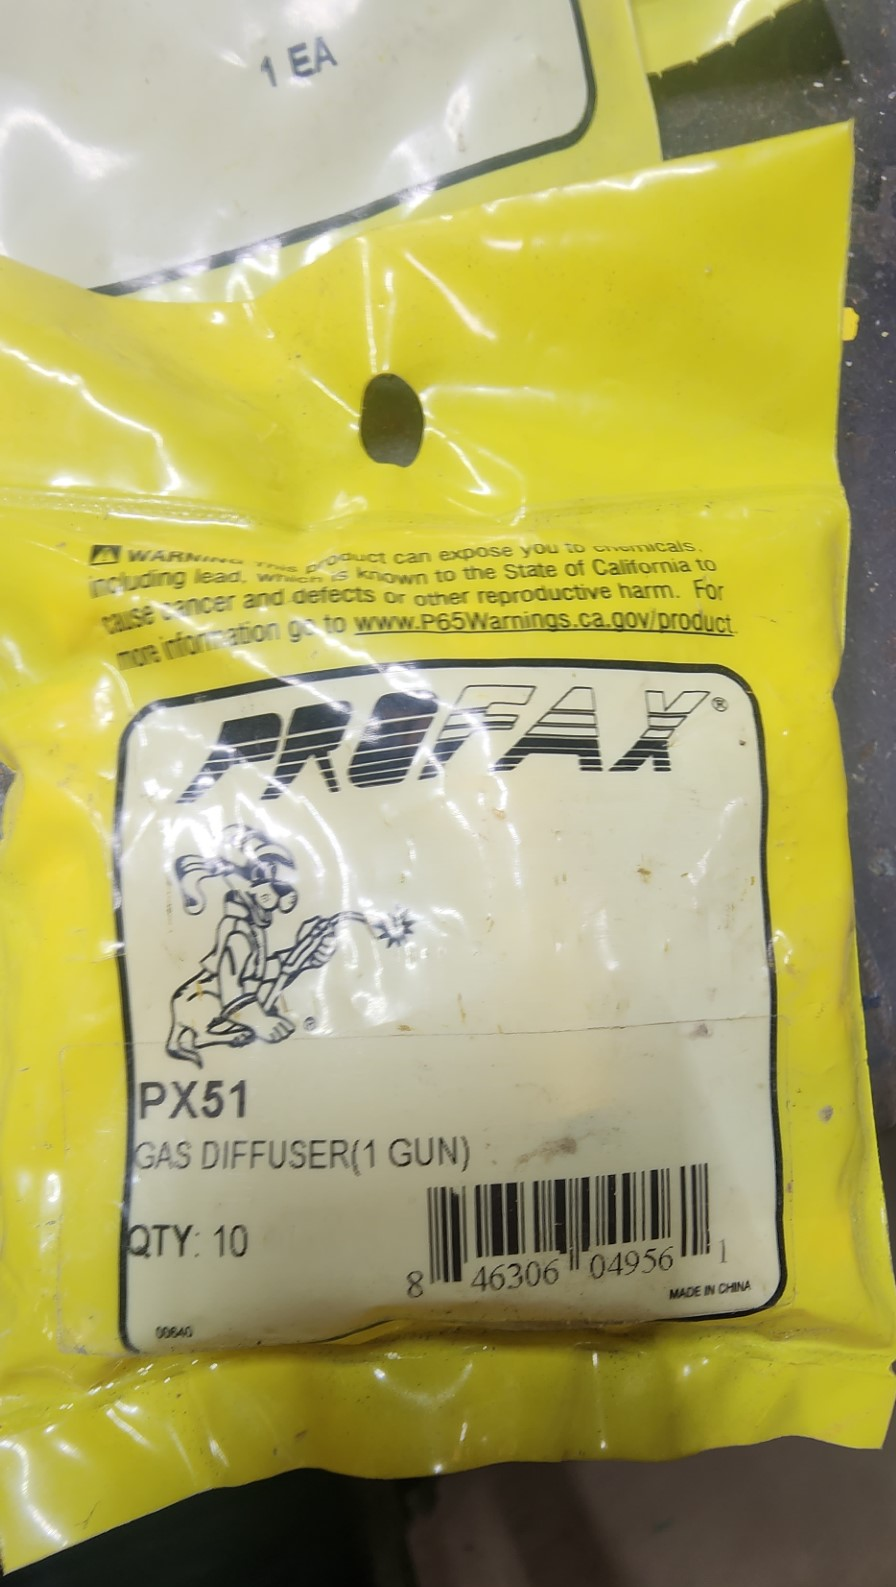 1 EA
WARNING This product can expose you to chemicals,
including lead, which is known to the State of California to
cause cancer and defects or other reproductive harm. For
more information go to www.P65Warnings.ca.gov/product
PROFAX®
®
PX51
GAS DIFFUSER(1 GUN)
QTY: 10
8 46306 04956 1
MADE IN CHINA
00640